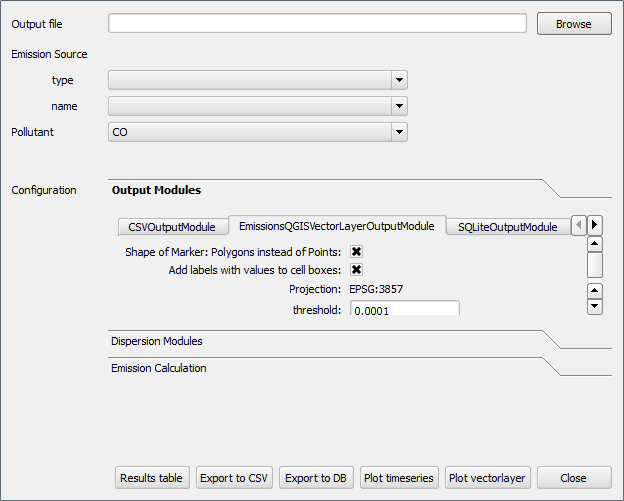 Output file Browse
Emission Source
type
name
Pollutant CO
Configuration Output Modules
CSVOutputModule EmissionsQGISVectorLayerOutputModule SQLiteOutputModule
Shape of Marker: Polygons instead of Points:
Add labels with values to cell boxes:
Projection: EPSG:3857
threshold: 0.0001
Dispersion Modules
Emission Calculation
Results table Export to CSV Export to DB Plot timeseries Plot vectorlayer Close